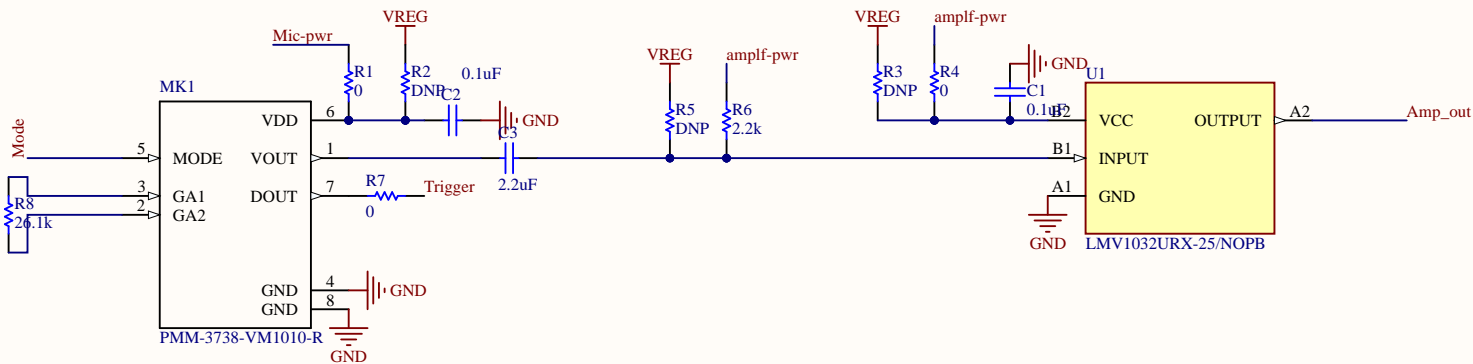 VREG
Mic-pwr
R1
0
R2
DNP
0.1uF
C2
GND
MK1
Mode
5
MODE
3
GA1
2
GA2
R8
26.1k
VDD
6
VOUT
1
DOUT
7
R7
0
Trigger
C3
2.2uF
GND
4
GND
GND
8
GND
PMM-3738-VM1010-R
VREG
R5
DNP
amplf-pwr
R6
2.2k
VREG
R3
DNP
amplf-pwr
R4
0
GND
C1
0.1uF
U1
B2
VCC
B1
INPUT
A1
GND
GND
OUTPUT
A2
Amp_out
LMV1032URX-25/NOPB